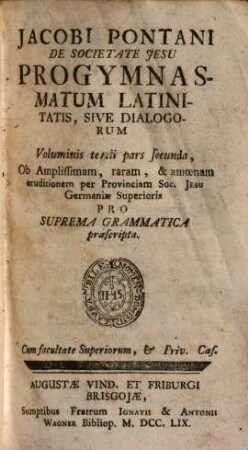 JACOBI PONTANI
DE SOCIETATE JESU
PROGYMNAS-
MATUM LATINI-
TATIS, SIVE DIALOGO-
RUM
Voluminis tertii pars secunda,
Ob Amplissimam, raram, & amœnam
eruditionem per Provinciam Soc. JESU
Germaniæ Superioris
PRO
SUPREMA GRAMMATICA
præscripta.
Cum facultate Superiorum, & Priv. Cæs.
AUGUSTÆ VIND. ET FRIBURGI
BRISGOJÆ,
Sumptibus Fratrum IGNATII & ANTONII
WAGNER Bibliop. M. DCC. LIX.